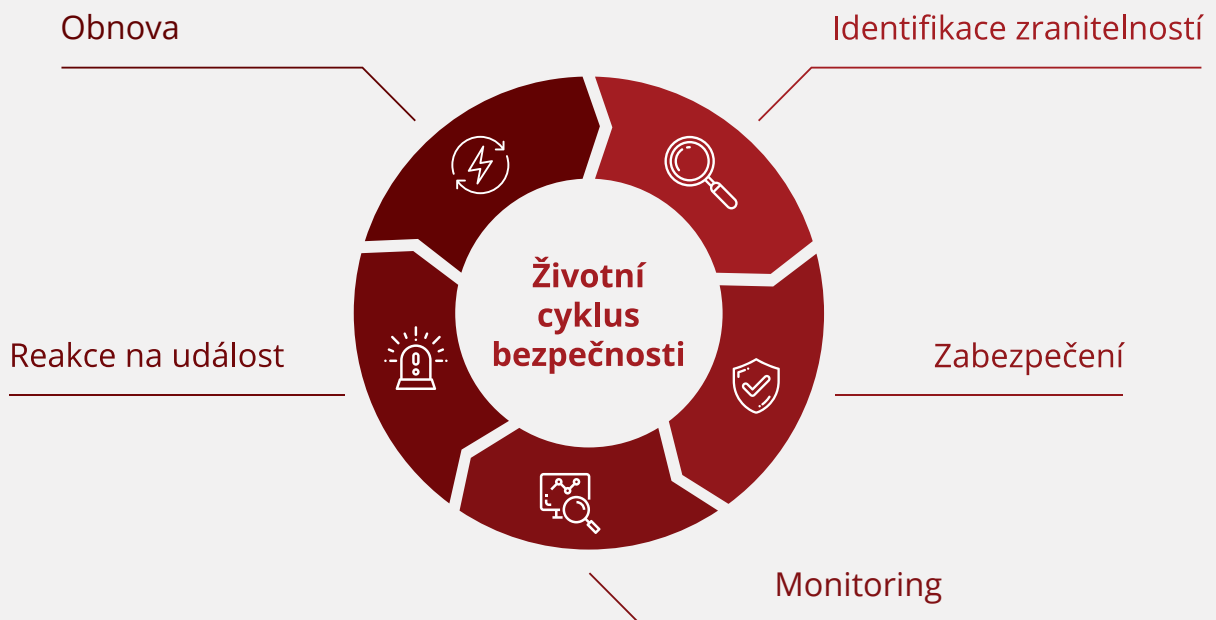 Obnova
Identifikace zranitelností
Životní
cyklus
bezpečnosti
Reakce na událost
Zabezpečení
Monitoring